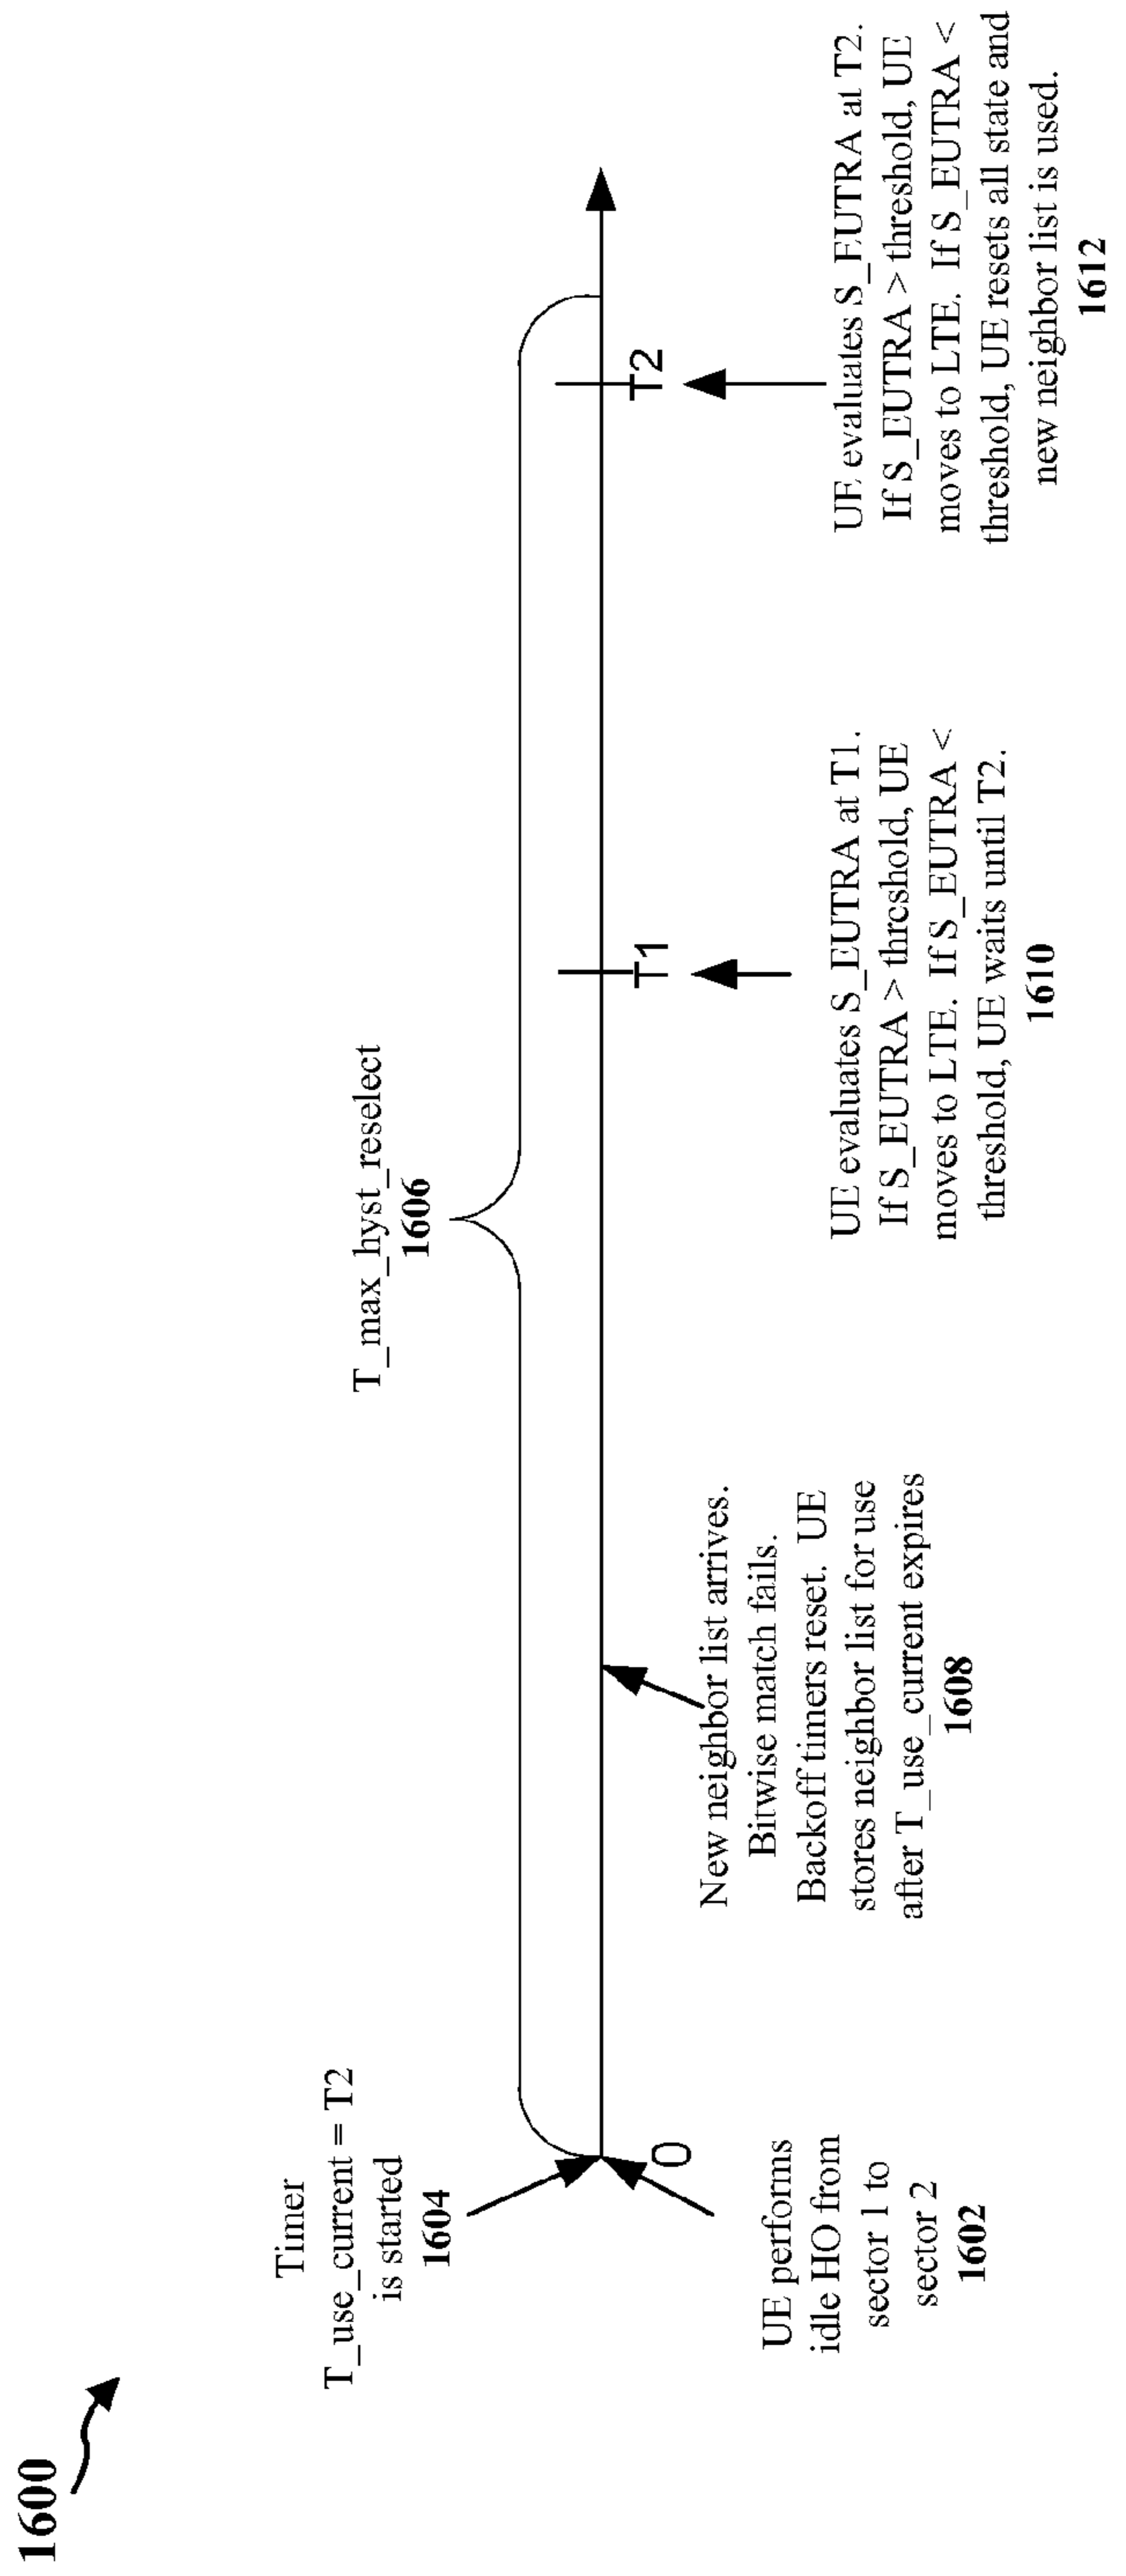 1600
Timer
T_use_current = T2
is started
1604
UE performs
idle HO from
sector 1 to
sector 2
1602
0
T_max_hyst_reselect
1606
New neighbor list arrives.
Bitwise match fails.
Backoff timers reset. UE
stores neighbor list for use
after T_use_current expires
1608
T1
UE evaluates S_EUTRA at T1.
If S_EUTRA > threshold, UE
moves to LTE. If S_EUTRA <
threshold, UE waits until T2.
1610
T2
UE evaluates S_EUTRA at T2.
If S_EUTRA > threshold, UE
moves to LTE. If S_EUTRA <
threshold, UE resets all state and
new neighbor list is used.
1612